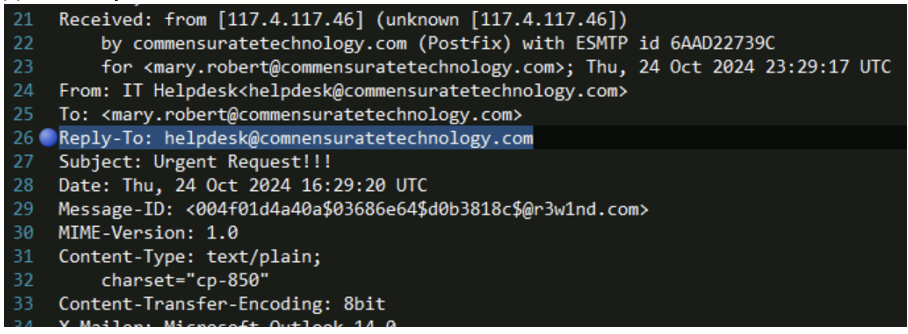 21 Received: from [117.4.117.46] (unknown [117.4.117.46])
22 by commensuratetechnology.com (Postfix) with ESMTP id 6AAD22739C
23 for <mary.robert@commensuratetechnology.com>; Thu, 24 Oct 2024 23:29:17 UTC
24 From: IT Helpdesk<helpdesk@commensuratetechnology.com>
25 To: <mary.robert@commensuratetechnology.com>
26 Reply-To: helpdesk@comnensuratetechnology.com
27 Subject: Urgent Request!!!
28 Date: Thu, 24 Oct 2024 16:29:20 UTC
29 Message-ID: <004f01d4a40a$03686e64$d0b3818c$@r3w1nd.com>
30 MIME-Version: 1.0
31 Content-Type: text/plain;
32 charset="cp-850"
33 Content-Transfer-Encoding: 8bit
34 X-Mailer: Microsoft Outlook 14.0